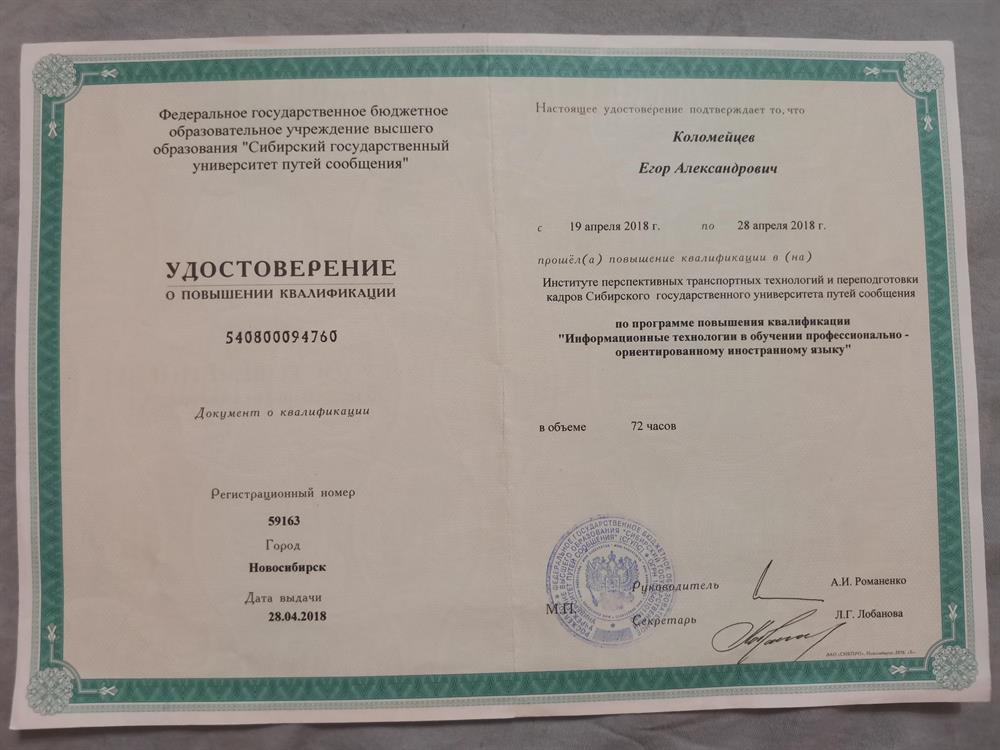 Федеральное государственное бюджетное
образовательное учреждение высшего
образования "Сибирский государственный
университет путей сообщения"
УДОСТОВЕРЕНИЕ
О ПОВЫШЕНИИ КВАЛИФИКАЦИИ
540800094760
Документ о квалификации
Регистрационный номер
59163
Город
Новосибирск
Дата выдачи
28.04.2018
Настоящее удостоверение подтверждает то, что
Коломейцев
Егор Александрович
с 19 апреля 2018 г. по 28 апреля 2018 г.
прошёл(а) повышение квалификации в (на)
Институте перспективных транспортных технологий и переподготовки
кадров Сибирского государственного университета путей сообщения
по программе повышения квалификации
"Информационные технологии в обучении профессионально -
ориентированному иностранному языку"
в объеме 72 часов
Руководитель А.И. Романенко
М.П.
Секретарь Л.Г. Лобанова